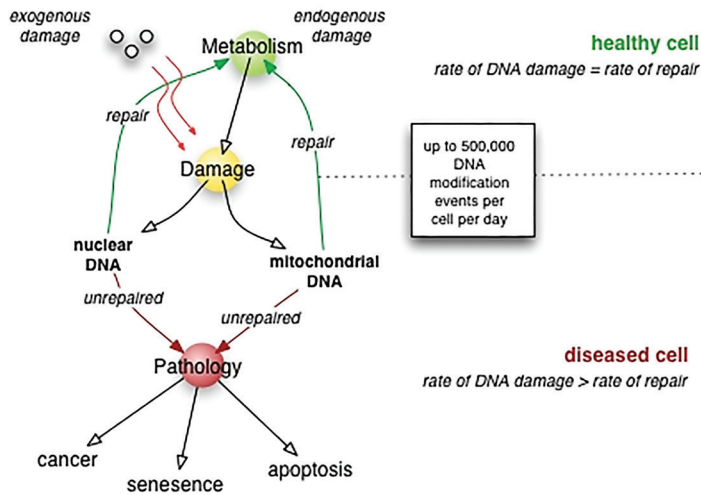 exogenous
damage
endogenous
damage
Metabolism
healthy cell
rate of DNA damage = rate of repair
repair
repair
up to 500,000
DNA
modification
events per
cell per day
Damage
nuclear
DNA
mitochondrial
DNA
unrepaired
unrepaired
diseased cell
rate of DNA damage > rate of repair
Pathology
cancer
senesence
apoptosis